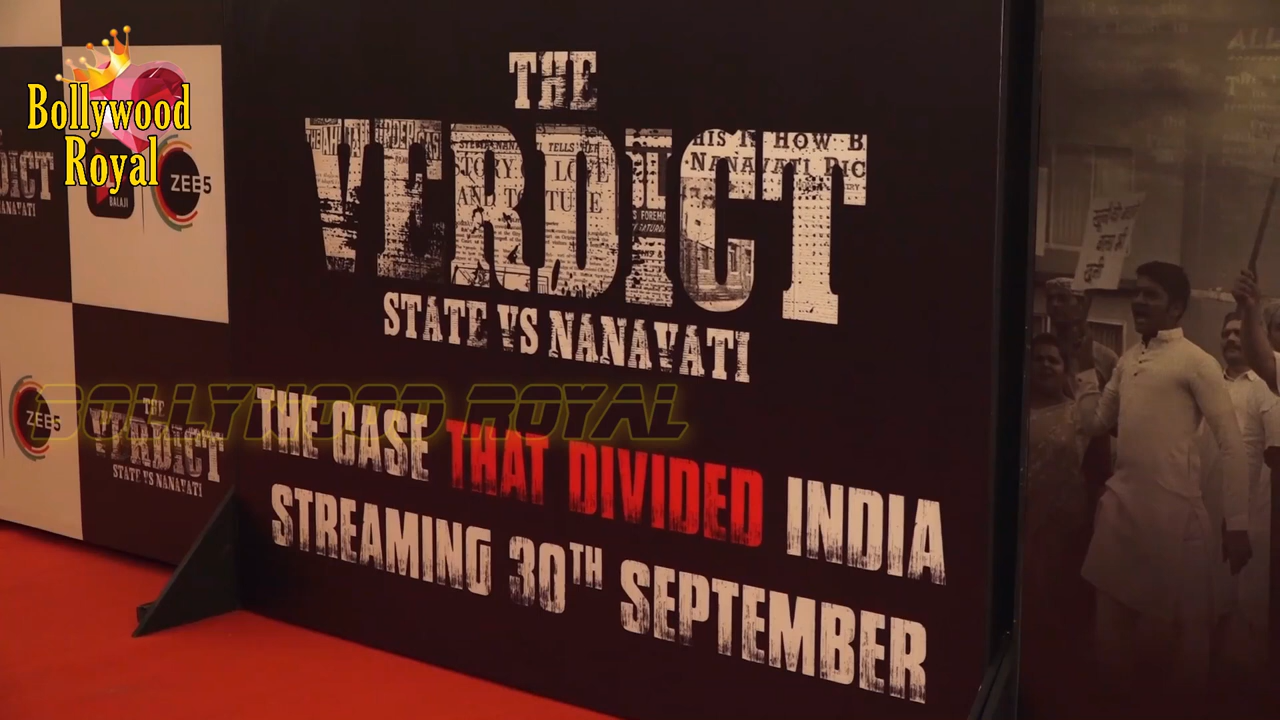 Bollywood
Royal
THE
VERDICT
STATE VS NANAVATI
THE CASE THAT DIVIDED INDIA
STREAMING 30TH SEPTEMBER
BOLLYWOOD ROYAL
BALAJI
ZEE5
ZEE5
THE
VERDICT
STATE VS NANAVATI